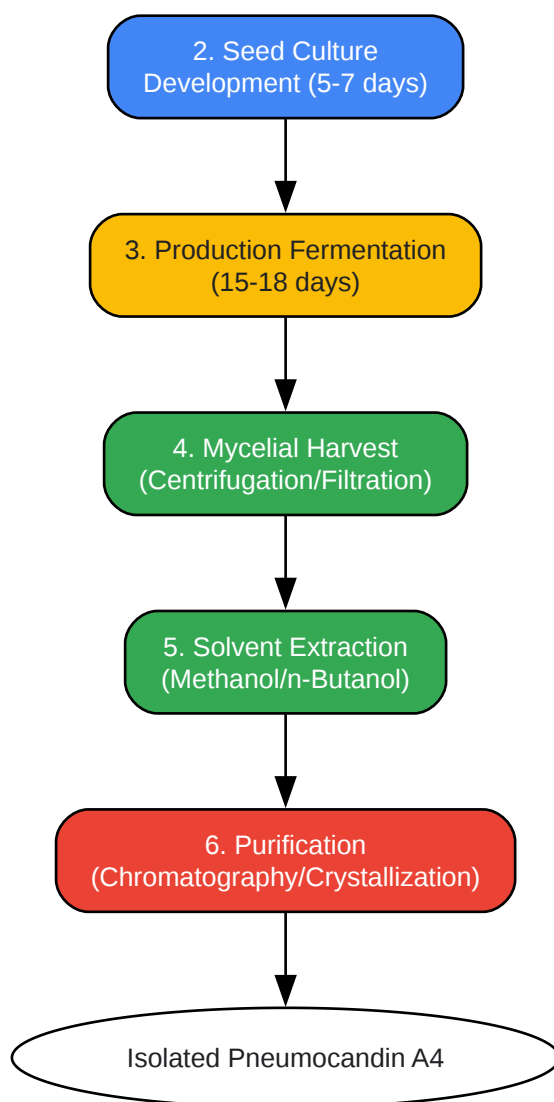 2. Seed Culture
Development (5-7 days)
3. Production Fermentation
(15-18 days)
4. Mycelial Harvest
(Centrifugation/Filtration)
5. Solvent Extraction
(Methanol/n-Butanol)
6. Purification
(Chromatography/Crystallization)
Isolated Pneumocandin A4